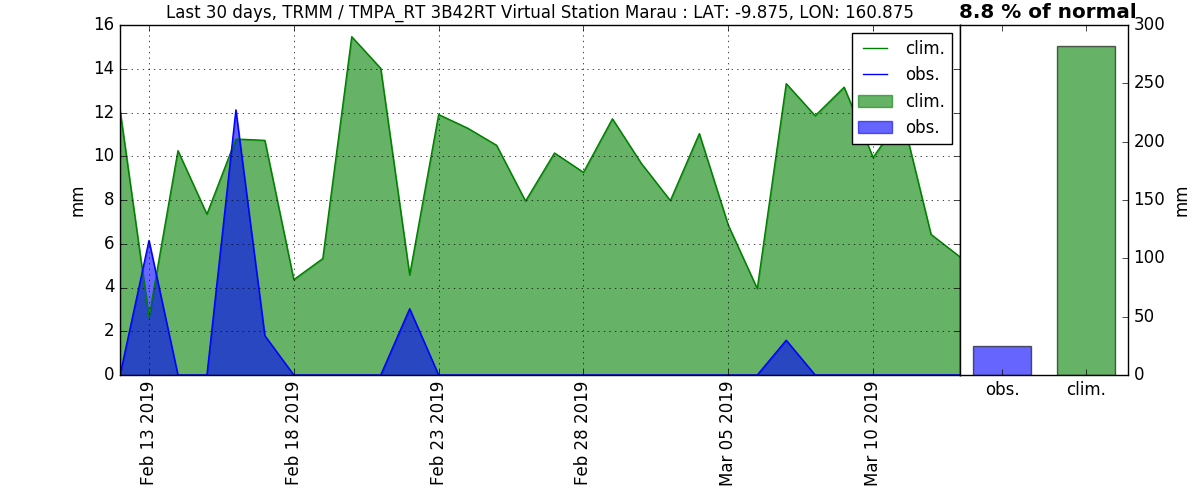 Last 30 days, TRMM / TMPA_RT 3B42RT Virtual Station Marau : LAT: -9.875, LON: 160.875
8.8 % of normal
16
14
12
10
8
6
4
2
0
mm
clim.
obs.
clim.
obs.
300
250
200
150
100
50
0
mm
obs.
clim.
Feb 13 2019
Feb 18 2019
Feb 23 2019
Feb 28 2019
Mar 05 2019
Mar 10 2019